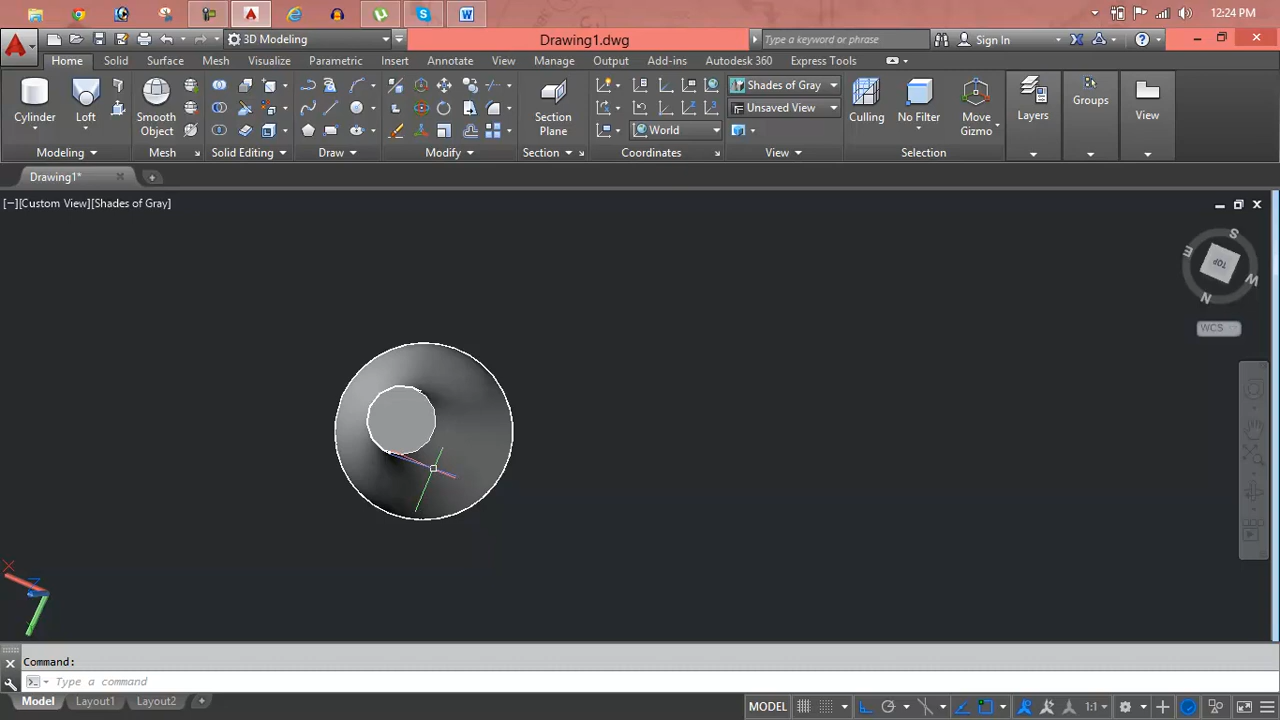 12:24 PM
3D Modeling
Drawing1.dwg
Type a keyword or phrase
Sign In
Home Solid Surface Mesh Visualize Parametric Insert Annotate View Manage Output Add-ins Autodesk 360 Express Tools
Shades of Gray
Unsaved View
World
Cylinder
Loft
Smooth
Object
Section
Plane
Culling
No Filter
Move
Gizmo
Layers
Groups
View
Modeling
Mesh
Solid Editing
Draw
Modify
Section
Coordinates
View
Selection
Drawing1*
[−][Custom View][Shades of Gray]
S
E
TOP
W
N
WCS
X
Z
Y
Command:
Type a command
Model Layout1 Layout2
MODEL
1:1